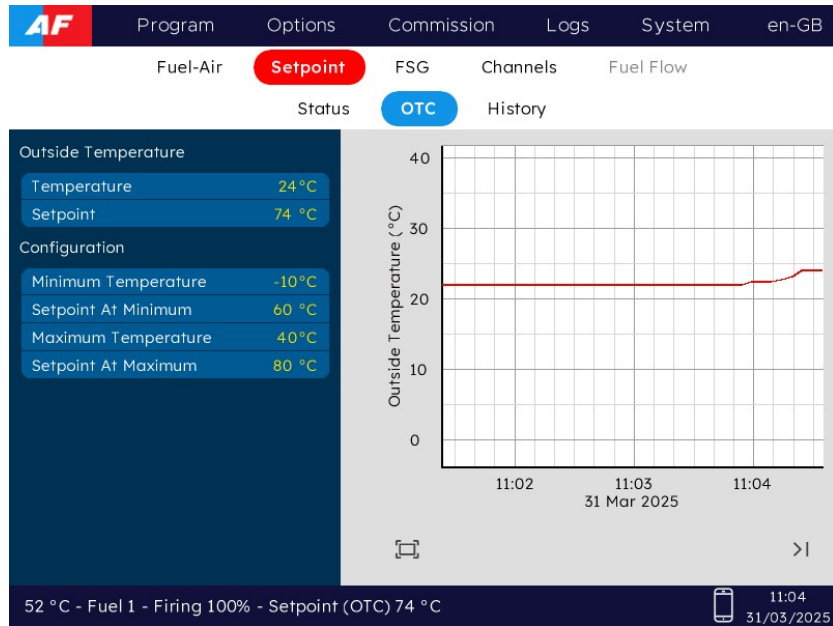 AF Program Options Commission Logs System en-GB
Fuel-Air Setpoint FSG Channels Fuel Flow
Status OTC History
Outside Temperature
Temperature 24°C
Setpoint 74 °C
Configuration
Minimum Temperature -10°C
Setpoint At Minimum 60 °C
Maximum Temperature 40°C
Setpoint At Maximum 80 °C
Outside Temperature (°C)
40
30
20
10
0
11:02 11:03 11:04
31 Mar 2025
52 °C - Fuel 1 - Firing 100% - Setpoint (OTC) 74 °C
11:04
31/03/2025